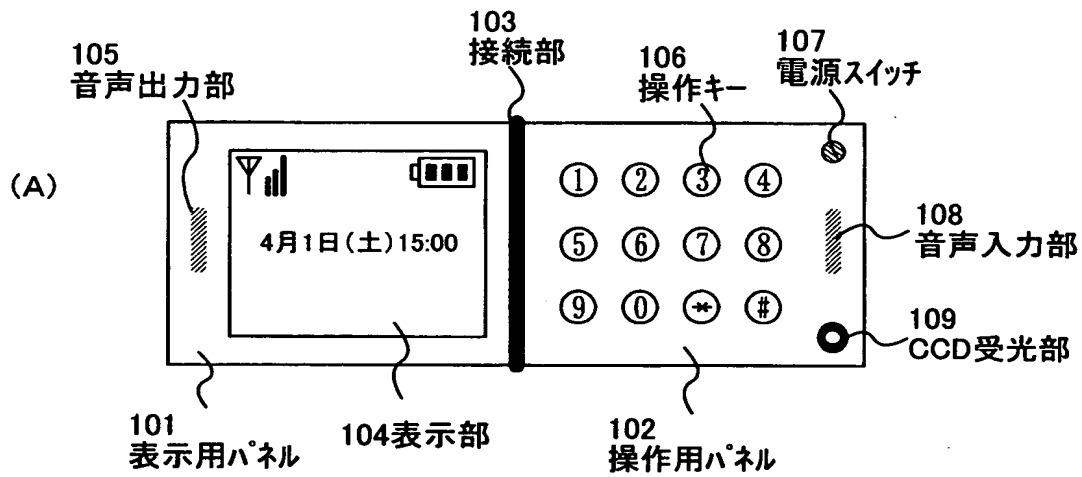 105
音声出力部
103
接続部
106
操作キー
107
電源スイッチ
(A)
4月1日(土)15:00
1 2 3 4
5 6 7 8
9 0 * #
108
音声入力部
109
CCD受光部
101
表示用パネル
104表示部
102
操作用パネル